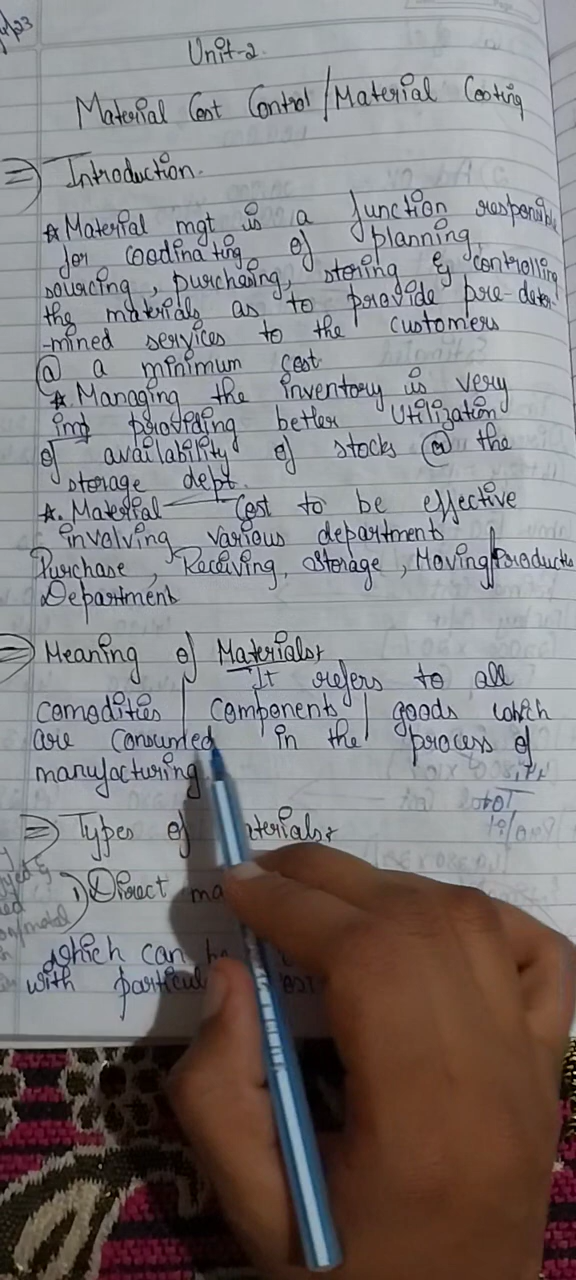 /23
Unit-2.
Material Cost Control / Material Costing
⇒ Introduction.
☆ Material mgt is a function responsible
for coodinating of planning,
sourcing, purchasing, storing & controlling
the materials as to provide pre-deter-
-mined services to the customers
@ a minimum cost
☆. Managing the inventory is very
imp providing better utilization
of availability of stocks @ the
storage dept.
☆. Material Cost to be effective
involving various department
Purchase, Receiving, Storage, Moving/Products
Department
⇒ Meaning of Materials:
It refers to all
comodities / components / goods which
are consumed in the process of
manufacturing.
⇒ Types of aterials:
1) Direct ma
which can be
with particul